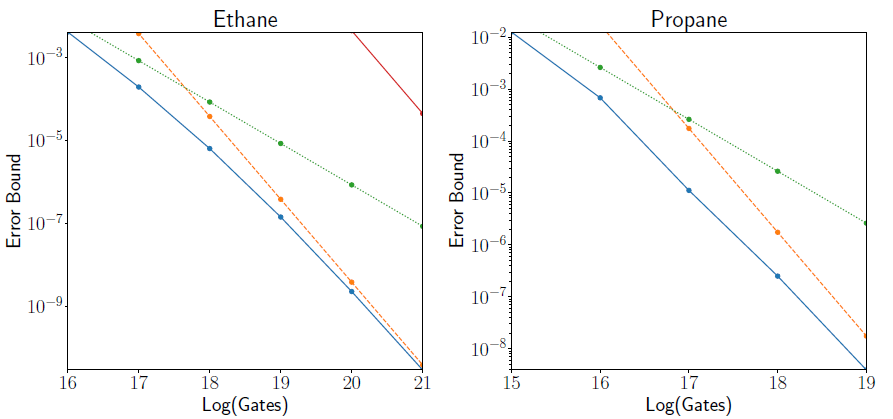 Ethane
Error Bound
10⁻³
10⁻⁵
10⁻⁷
10⁻⁹
16 17 18 19 20 21
Log(Gates)
Propane
Error Bound
10⁻²
10⁻³
10⁻⁴
10⁻⁵
10⁻⁶
10⁻⁷
10⁻⁸
15 16 17 18 19
Log(Gates)